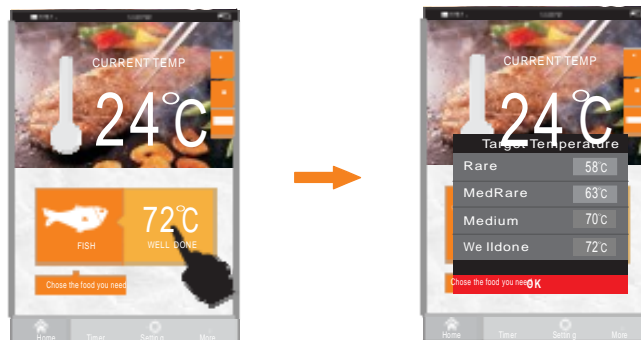 CURRENT TEMP
24℃
72℃
FISH
WELL DONE
Chose the food you need
Home
Timer
Setting
More
CURRENT TEMP
24℃
Target Temperature
Rare 58℃
MedRare 63℃
Medium 70℃
We lldone 72℃
Chose the food you need
OK
Home
Timer
Setting
More